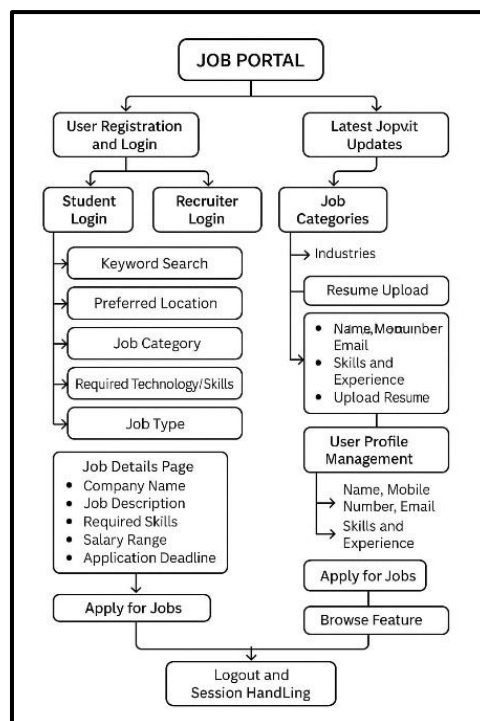 JOB PORTAL
User Registration
and Login
Latest Jopv.it
Updates
Student
Login
Recruiter
Login
Job
Categories
Keyword Search
Preferred Location
Job Category
Required Technology/Skills
Job Type
Industries
Resume Upload
• Email
• Skills and
Experience
• Upload Resume
User Profile
Management
Name, Mobile
Number, Email
Skills and
Experience
Job Details Page
• Company Name
• Job Description
• Required Skills
• Salary Range
• Application Deadline
Apply for Jobs
Apply for Jobs
Browse Feature
Logout and
Session HandLing